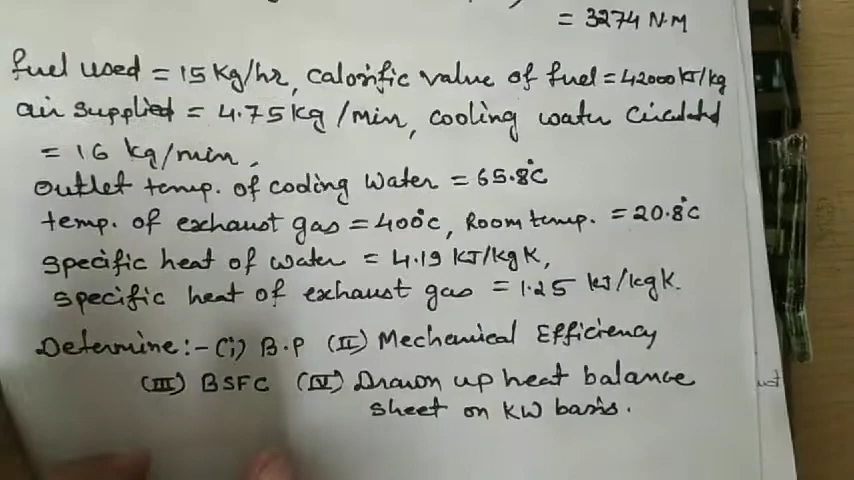 = 3274 N.M
fuel used = 15 Kg/hr, calorific value of fuel = 42000 KJ/kg
air supplied = 4.75 kg/min, cooling water Circulated
= 16 kg/min,
outlet temp. of cooling water = 65.8°C
temp. of exhaust gas = 400°C, Room temp. = 20.8°C
specific heat of water = 4.19 KJ/kgK,
specific heat of exhaust gas = 1.25 kJ/kgK.
Determine:- (i) B.P (II) Mechanical Efficiency
(III) BSFC (IV) Drawn up heat balance
sheet on KW basis.